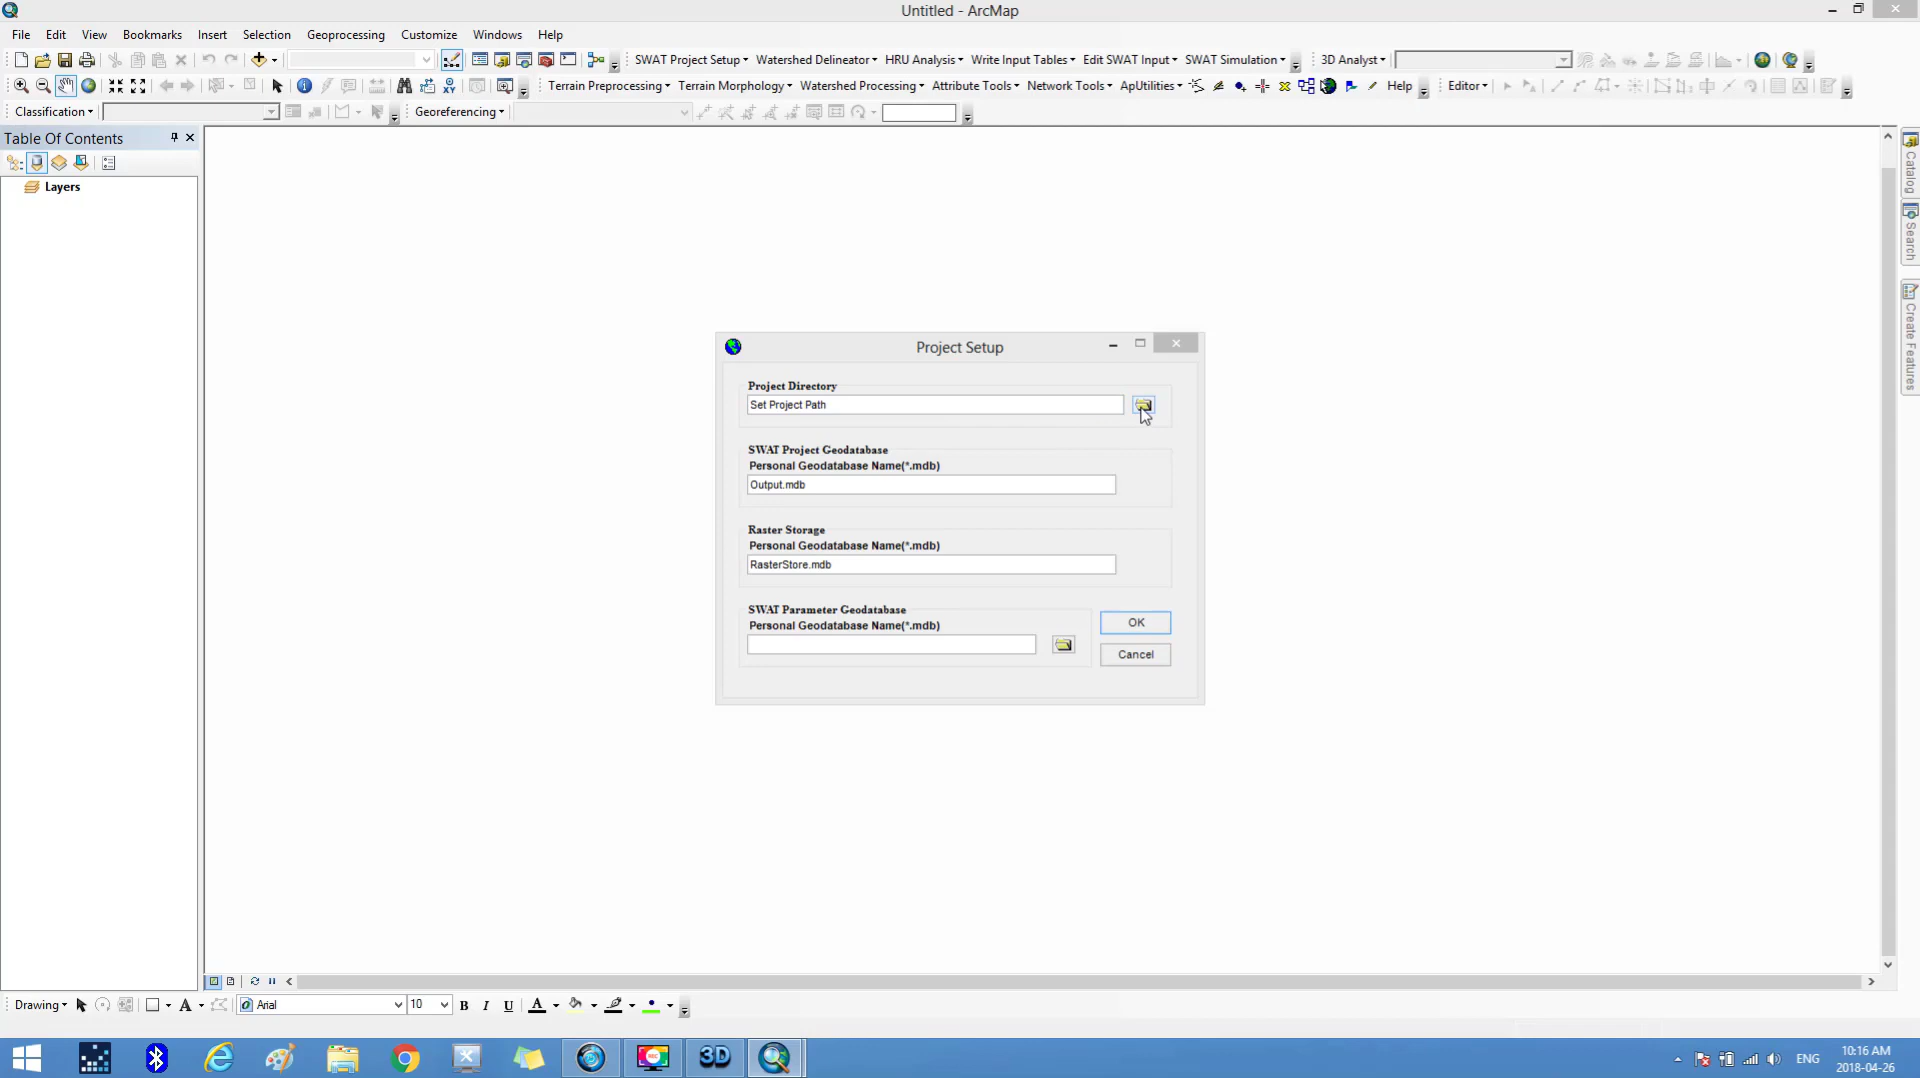 Untitled - ArcMap
File Edit View Bookmarks Insert Selection Geoprocessing Customize Windows Help
SWAT Project Setup Watershed Delineator HRU Analysis Write Input Tables Edit SWAT Input SWAT Simulation 3D Analyst
Terrain Preprocessing Terrain Morphology Watershed Processing Attribute Tools Network Tools ApUtilities Help Editor
Classification Georeferencing
Table Of Contents
Layers
Catalog
Search
Create Features
Project Setup
Project Directory
Set Project Path
SWAT Project Geodatabase
Personal Geodatabase Name(*.mdb)
Output.mdb
Raster Storage
Personal Geodatabase Name(*.mdb)
RasterStore.mdb
SWAT Parameter Geodatabase
Personal Geodatabase Name(*.mdb)
OK
Cancel
Drawing A Arial 10 B I U A
REC 3D ENG
10:16 AM
2018-04-26